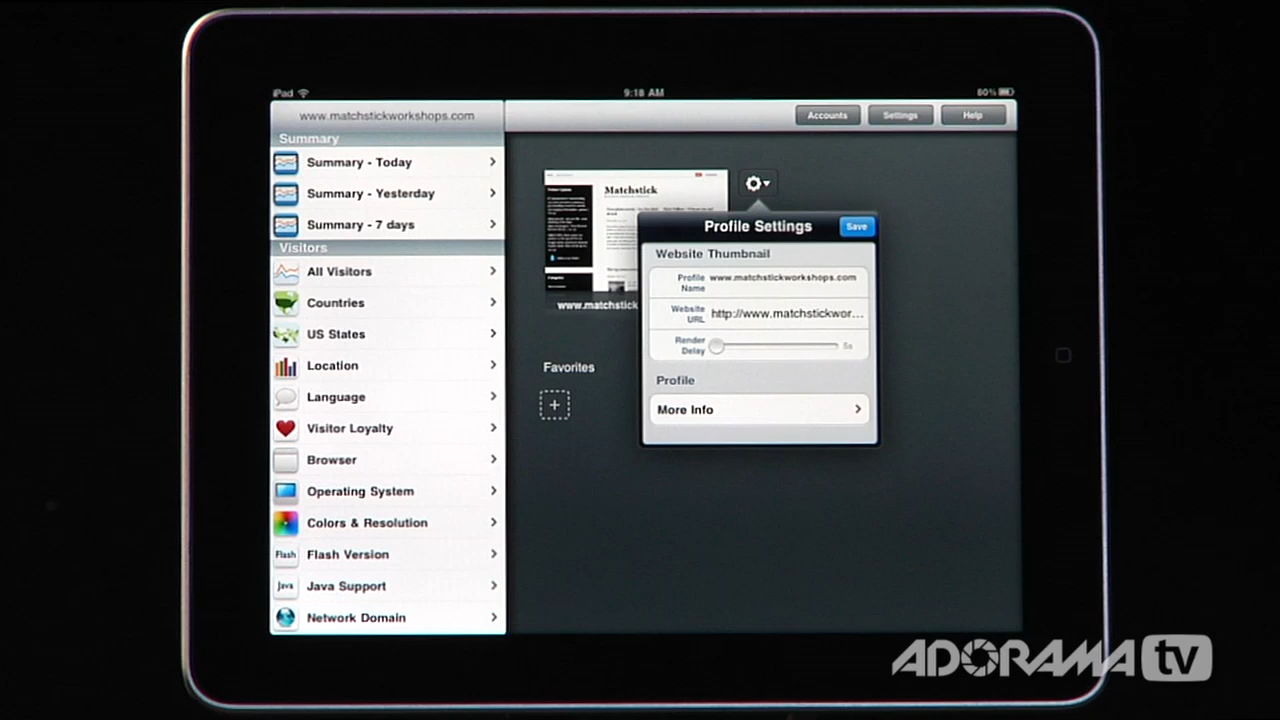 iPad
9:18 AM
80%
www.matchstickworkshops.com
Accounts
Settings
Help
Summary
Summary - Today
Summary - Yesterday
Summary - 7 days
Visitors
All Visitors
Countries
US States
Location
Language
Visitor Loyalty
Browser
Operating System
Colors & Resolution
Flash
Flash Version
Java
Java Support
Network Domain
Matchstick
www.matchstick
Favorites
Profile Settings
Save
Website Thumbnail
Profile
Name
www.matchstickworkshops.com
Website
URL
http://www.matchstickwor...
Render
Delay
5s
Profile
More Info
ADORAMA tv